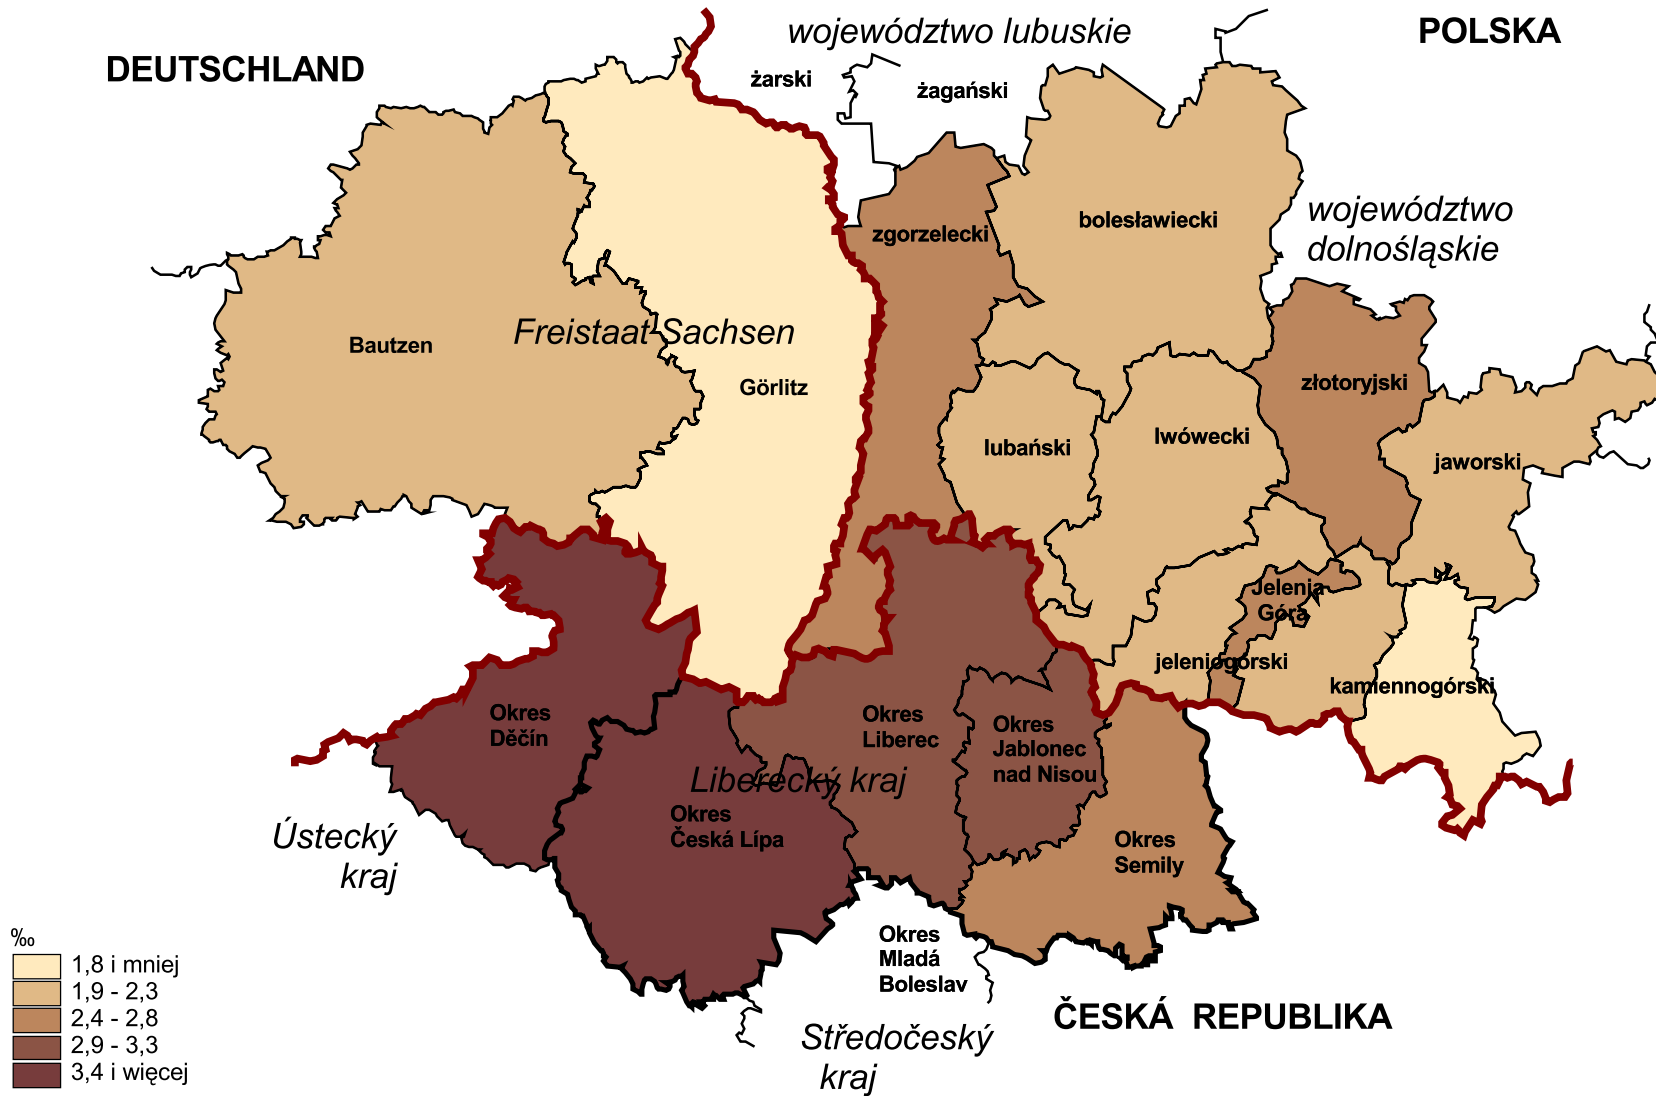 DEUTSCHLAND
województwo lubuskie
POLSKA
żarski
żagański
zgorzelecki
bolesławiecki
województwo
dolnośląskie
Freistaat Sachsen
Bautzen
Görlitz
złotoryjski
lubański
lwówecki
jaworski
Jelenia
Góra
jeleniogórski
kamiennogórski
Okres
Děčín
Okres
Liberec
Okres
Jablonec
nad Nisou
Liberecký kraj
Okres
Česká Lípa
Ústecký
kraj
Okres
Semily
Okres
Mladá
Boleslav
ČESKÁ REPUBLIKA
Středočeský
kraj
‰
1,8 i mniej
1,9 - 2,3
2,4 - 2,8
2,9 - 3,3
3,4 i więcej